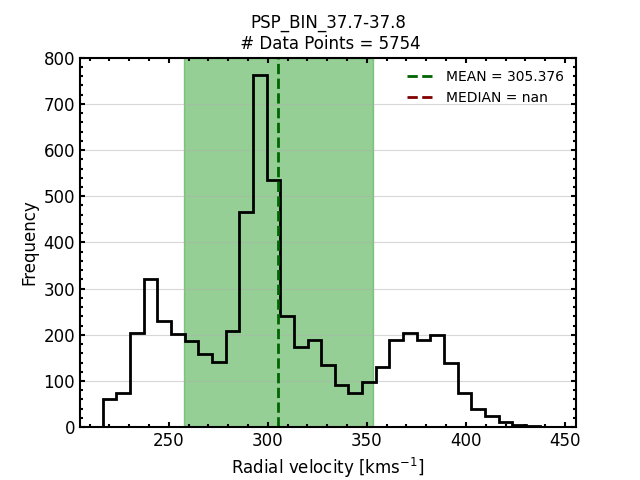 PSP_BIN_37.7-37.8
# Data Points = 5754
MEAN = 305.376
MEDIAN = nan
Frequency
800
700
600
500
400
300
200
100
0
250 300 350 400 450
Radial velocity [kms⁻¹]